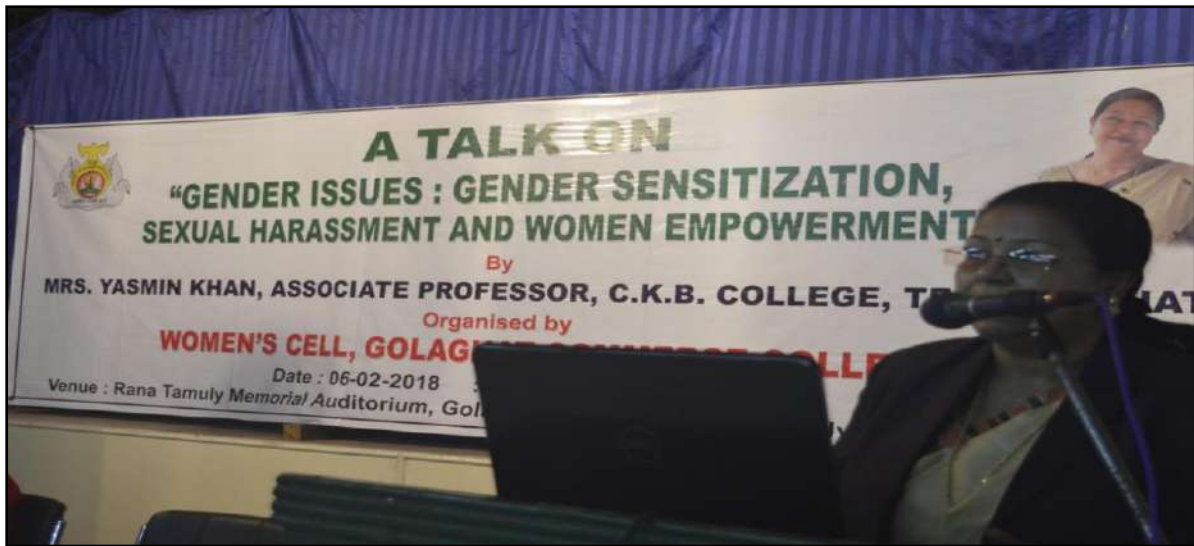 A TALK ON
“GENDER ISSUES : GENDER SENSITIZATION,
SEXUAL HARASSMENT AND WOMEN EMPOWERMENT
By
MRS. YASMIN KHAN, ASSOCIATE PROFESSOR, C.K.B. COLLEGE,
Organised by
WOMEN'S CELL,
Date : 06-02-2018
Venue : Rana Tamuly Memorial Auditorium,